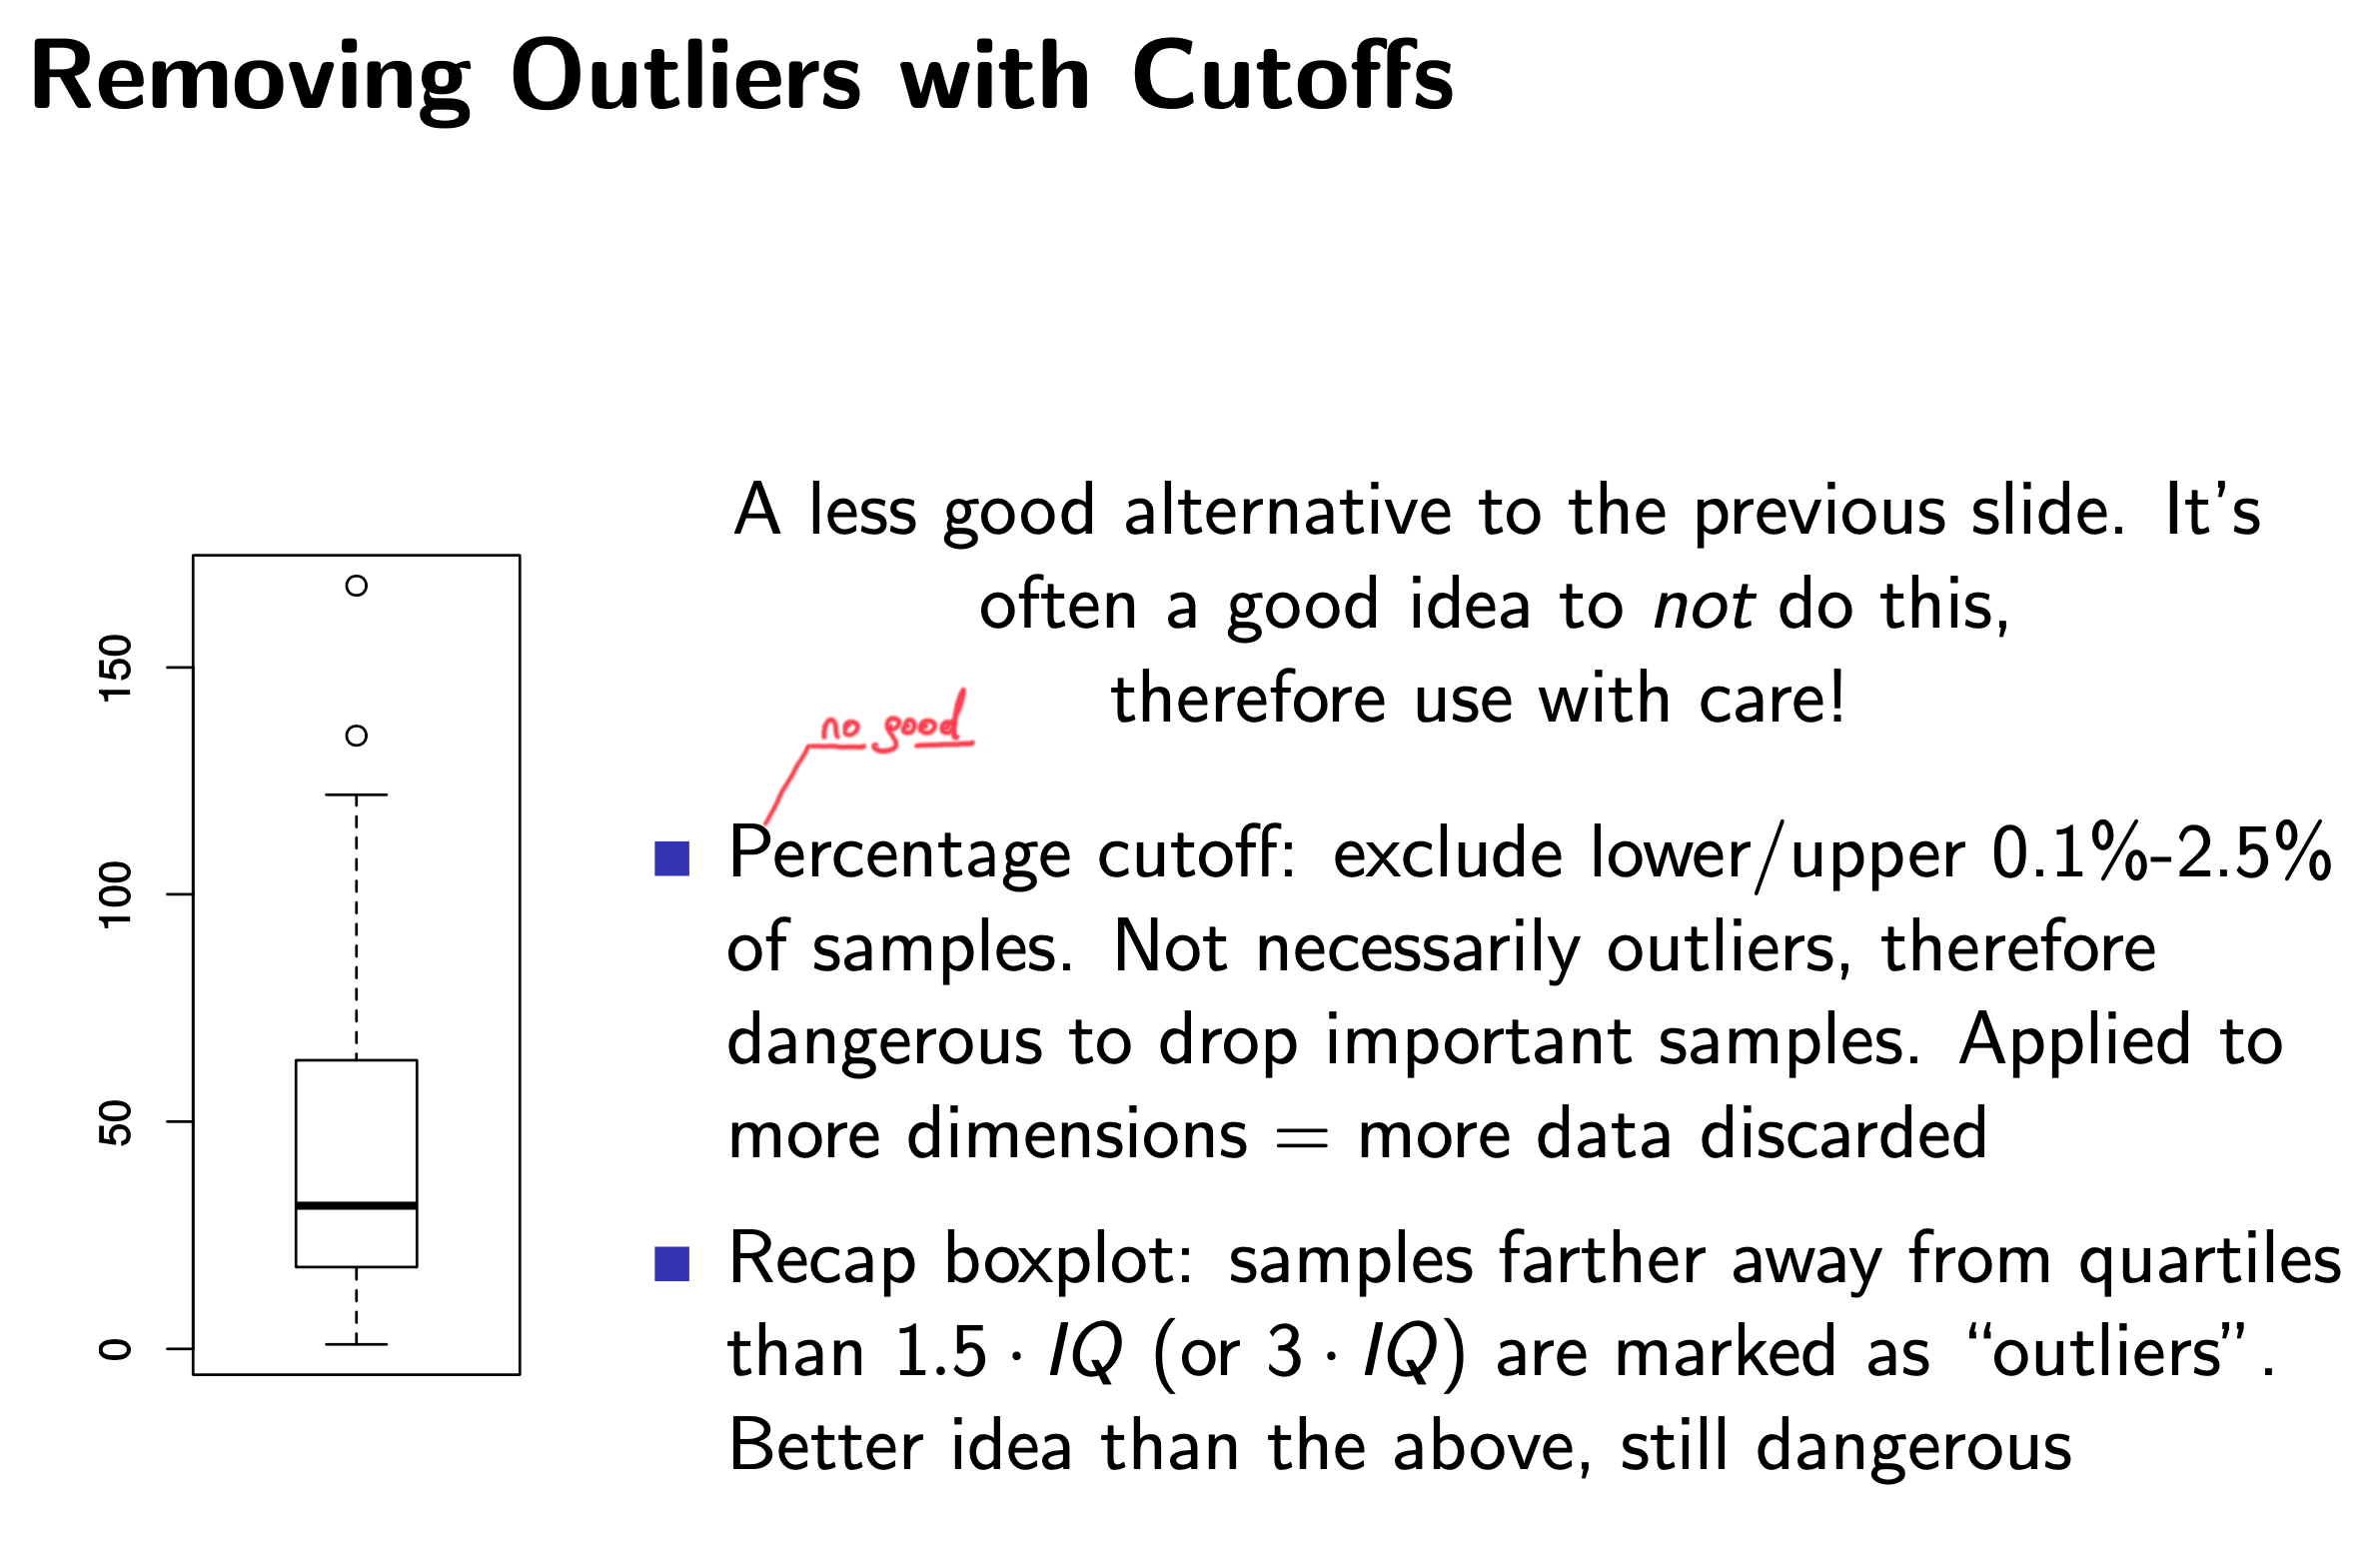 Removing Outliers with Cutoffs
A less good alternative to the previous slide. It's
often a good idea to not do this,
therefore use with care!
no good
Percentage cutoff: exclude lower/upper 0.1%-2.5%
of samples. Not necessarily outliers, therefore
dangerous to drop important samples. Applied to
more dimensions = more data discarded
Recap boxplot: samples farther away from quartiles
than 1.5 · IQ (or 3 · IQ) are marked as “outliers”.
Better idea than the above, still dangerous
150
100
50
0